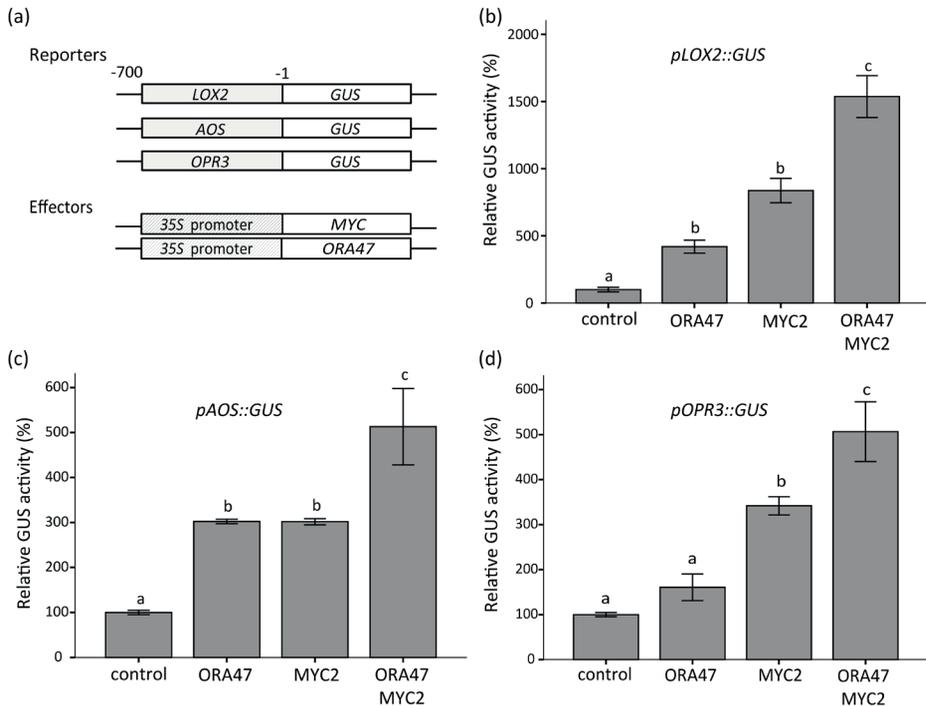 (a)
Reporters
-700 -1
LOX2 GUS
AOS GUS
OPR3 GUS
Effectors
35S promoter MYC
35S promoter ORA47
(b)
pLOX2::GUS
Relative GUS activity (%)
2000
1500
1000
500
0
a
b
b
c
control ORA47 MYC2 ORA47
MYC2
(c)
pAOS::GUS
Relative GUS activity (%)
600
500
400
300
200
100
0
a
b
b
c
control ORA47 MYC2 ORA47
MYC2
(d)
pOPR3::GUS
Relative GUS activity (%)
600
500
400
300
200
100
0
a
a
b
c
control ORA47 MYC2 ORA47
MYC2